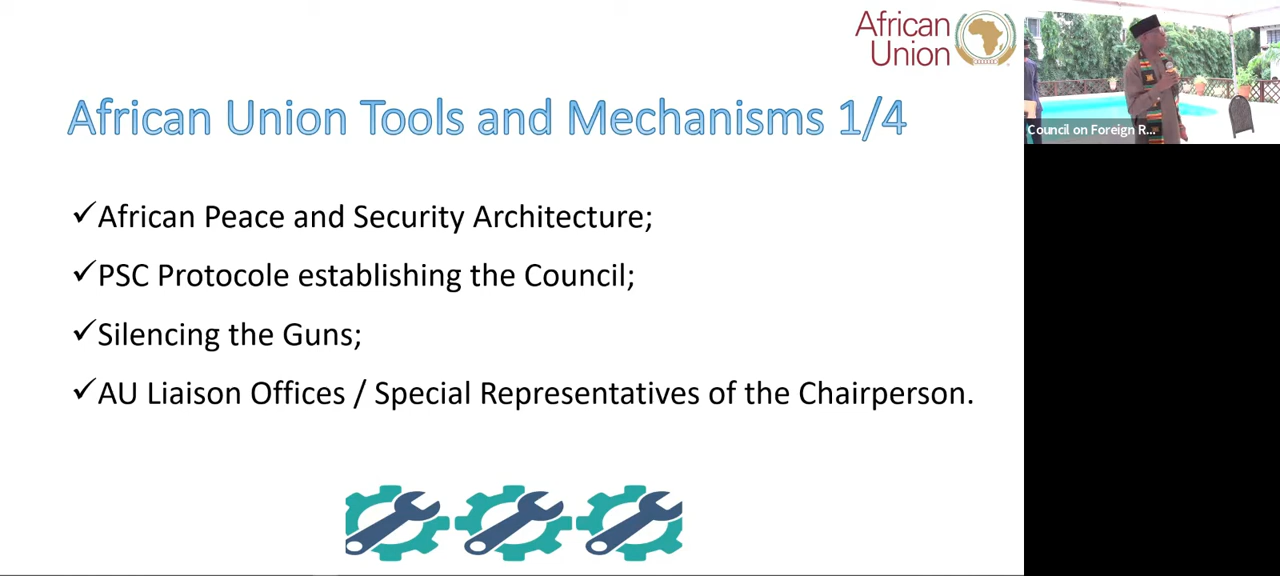 African
Union
African Union Tools and Mechanisms 1/4
✓African Peace and Security Architecture;
✓PSC Protocole establishing the Council;
✓Silencing the Guns;
✓AU Liaison Offices / Special Representatives of the Chairperson.
Council on Foreign R...